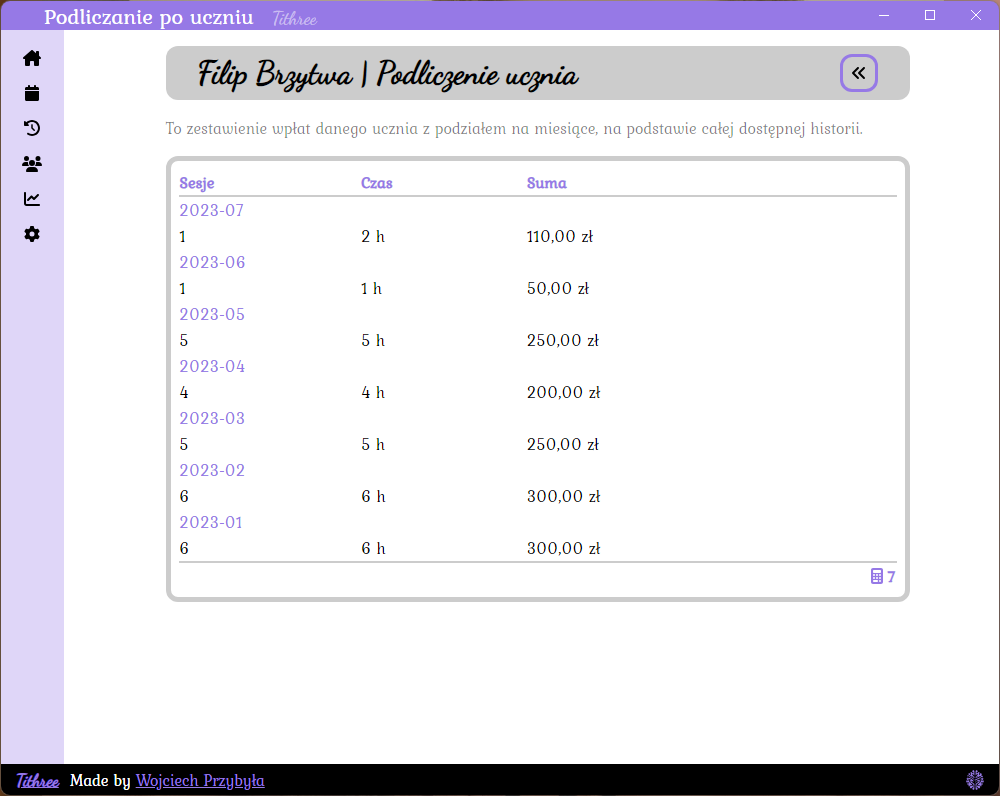 Podliczanie po uczniu Tithree
Filip Brzytwa | Podliczenie ucznia
To zestawienie wpłat danego ucznia z podziałem na miesiące, na podstawie całej dostępnej historii.
Sesje Czas Suma
2023-07
1 2 h 110,00 zł
2023-06
1 1 h 50,00 zł
2023-05
5 5 h 250,00 zł
2023-04
4 4 h 200,00 zł
2023-03
5 5 h 250,00 zł
2023-02
6 6 h 300,00 zł
2023-01
6 6 h 300,00 zł
7
Tithree Made by Wojciech Przybyła